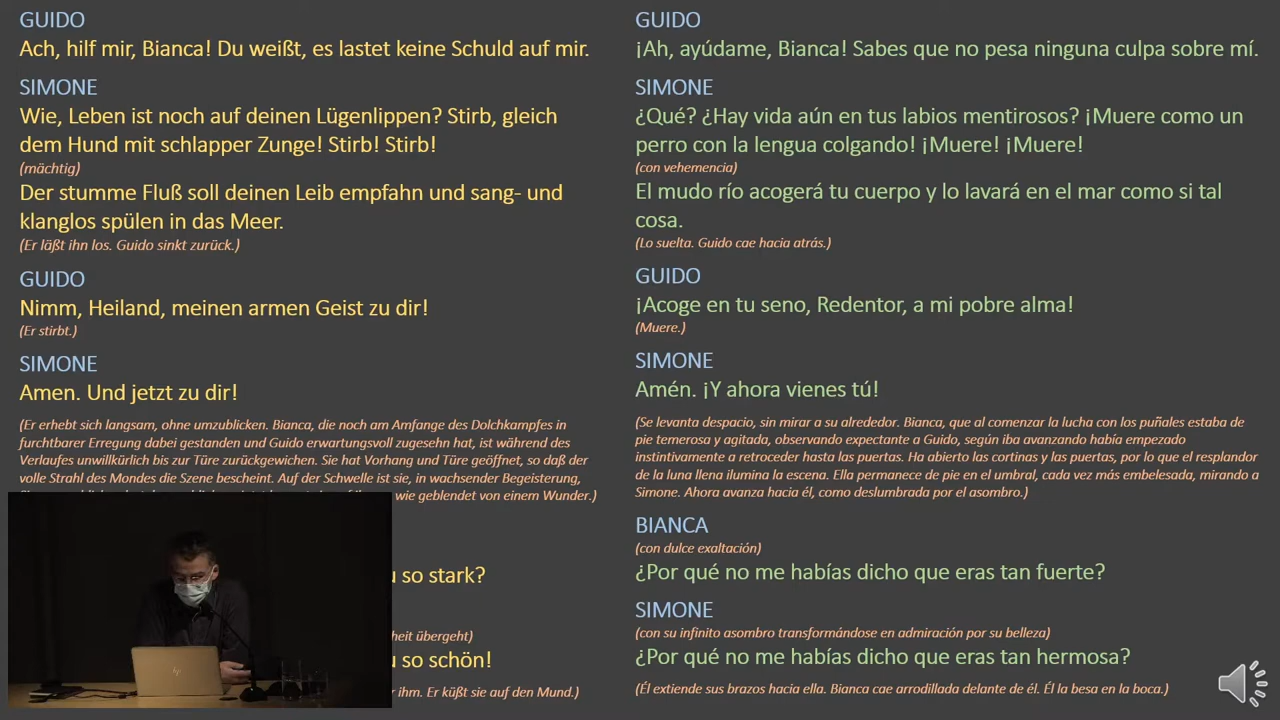 GUIDO
Ach, hilf mir, Bianca! Du weißt, es lastet keine Schuld auf mir.
SIMONE
Wie, Leben ist noch auf deinen Lügenlippen? Stirb, gleich
dem Hund mit schlapper Zunge! Stirb! Stirb!
(mächtig)
Der stumme Fluß soll deinen Leib empfahn und sang- und
klanglos spülen in das Meer.
(Er läßt ihn los. Guido sinkt zurück.)
GUIDO
Nimm, Heiland, meinen armen Geist zu dir!
(Er stirbt.)
SIMONE
Amen. Und jetzt zu dir!
(Er erhebt sich langsam, ohne umzublicken. Bianca, die noch am Amfange des Dolchkampfes in
furchtbarer Erregung dabei gestanden und Guido erwartungsvoll zugesehn hat, ist während des
Verlaufes unwillkürlich bis zur Türe zurückgewichen. Sie hat Vorhang und Türe geöffnet, so daß der
volle Strahl des Mondes die Szene bescheint. Auf der Schwelle ist sie, in wachsender Begeisterung,
wie geblendet von einem Wunder.)
so stark?
heit übergeht)
so schön!
ihm. Er küßt sie auf den Mund.)
GUIDO
¡Ah, ayúdame, Bianca! Sabes que no pesa ninguna culpa sobre mí.
SIMONE
¿Qué? ¿Hay vida aún en tus labios mentirosos? ¡Muere como un
perro con la lengua colgando! ¡Muere! ¡Muere!
(con vehemencia)
El mudo río acogerá tu cuerpo y lo lavará en el mar como si tal
cosa.
(Lo suelta. Guido cae hacia atrás.)
GUIDO
¡Acoge en tu seno, Redentor, a mi pobre alma!
(Muere.)
SIMONE
Amén. ¡Y ahora vienes tú!
(Se levanta despacio, sin mirar a su alrededor. Bianca, que al comenzar la lucha con los puñales estaba de
pie temerosa y agitada, observando expectante a Guido, según iba avanzando había empezado
instintivamente a retroceder hasta las puertas. Ha abierto las cortinas y las puertas, por lo que el resplandor
de la luna llena ilumina la escena. Ella permanece de pie en el umbral, cada vez más embelesada, mirando a
Simone. Ahora avanza hacia él, como deslumbrada por el asombro.)
BIANCA
(con dulce exaltación)
¿Por qué no me habías dicho que eras tan fuerte?
SIMONE
(con su infinito asombro transformándose en admiración por su belleza)
¿Por qué no me habías dicho que eras tan hermosa?
(Él extiende sus brazos hacia ella. Bianca cae arrodillada delante de él. Él la besa en la boca.)
hp